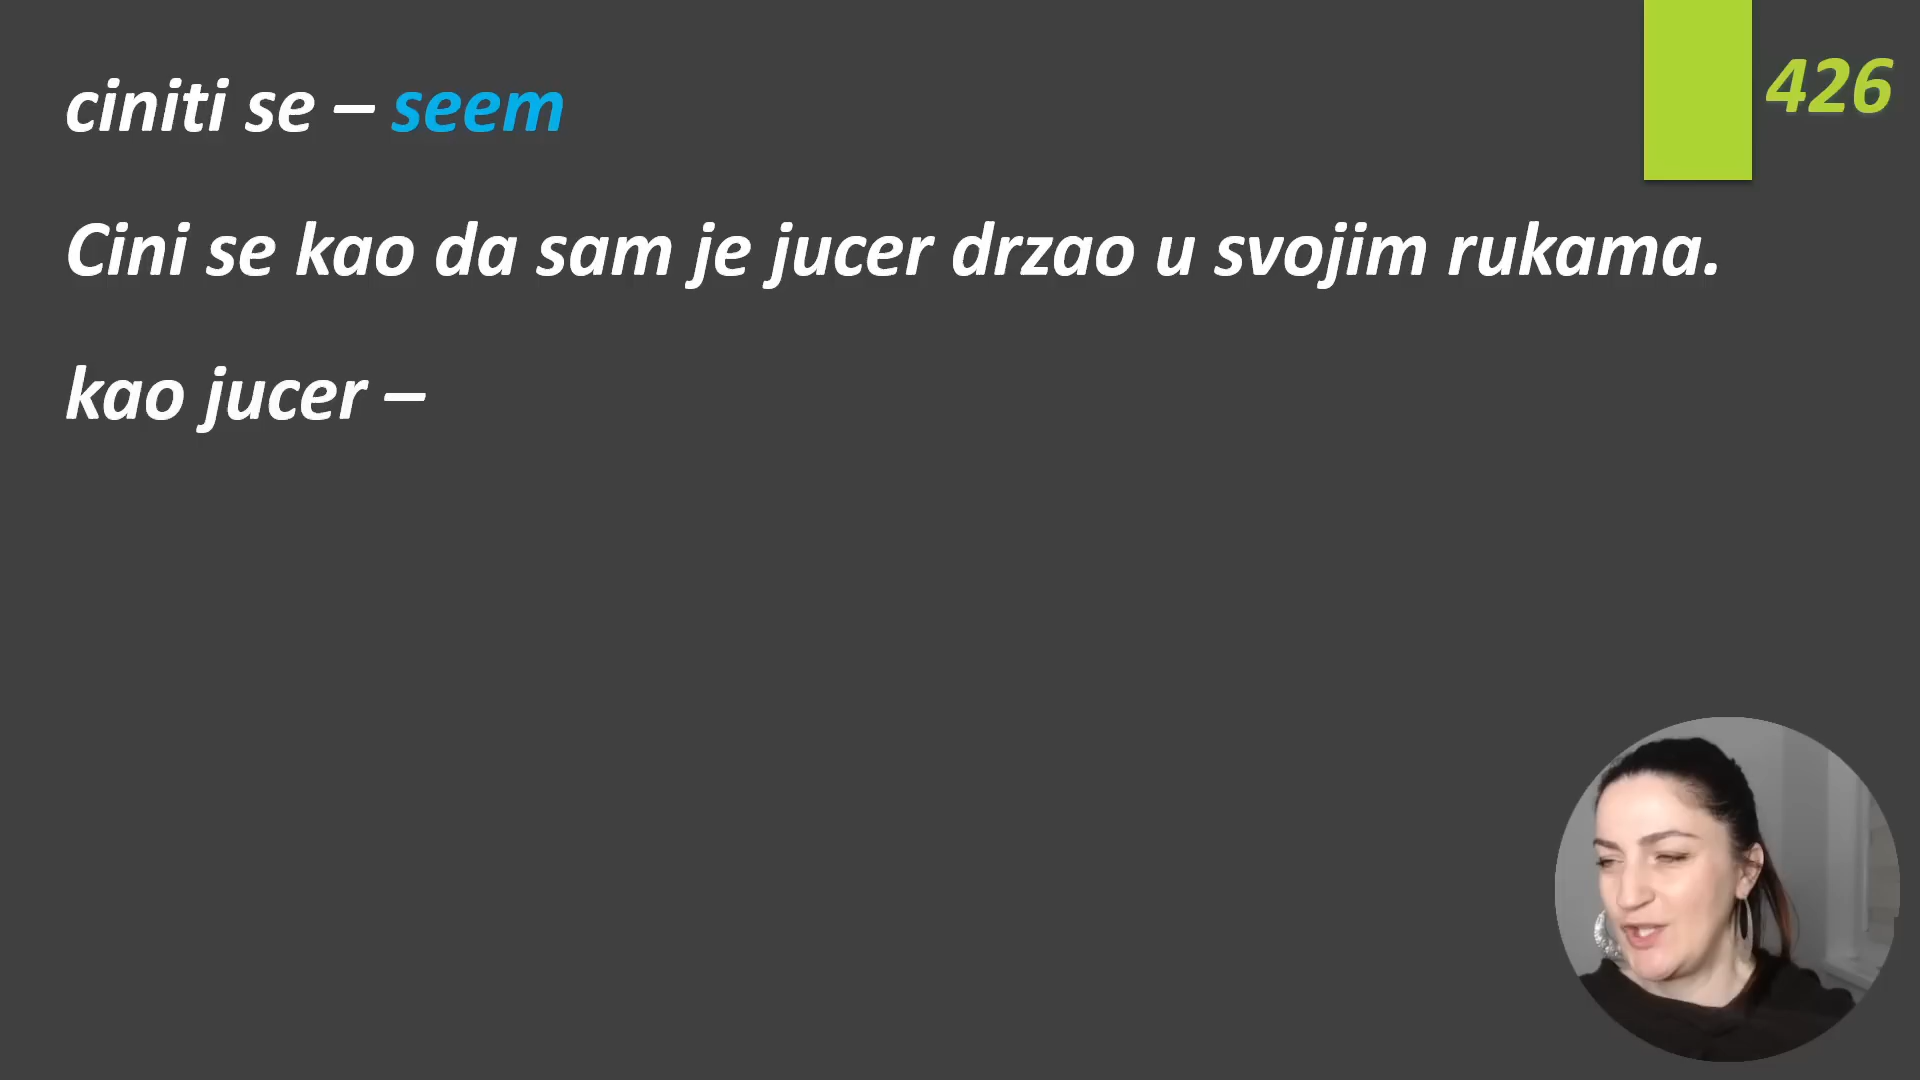 ciniti se – seem
426
Cini se kao da sam je jucer drzao u svojim rukama.
kao jucer –